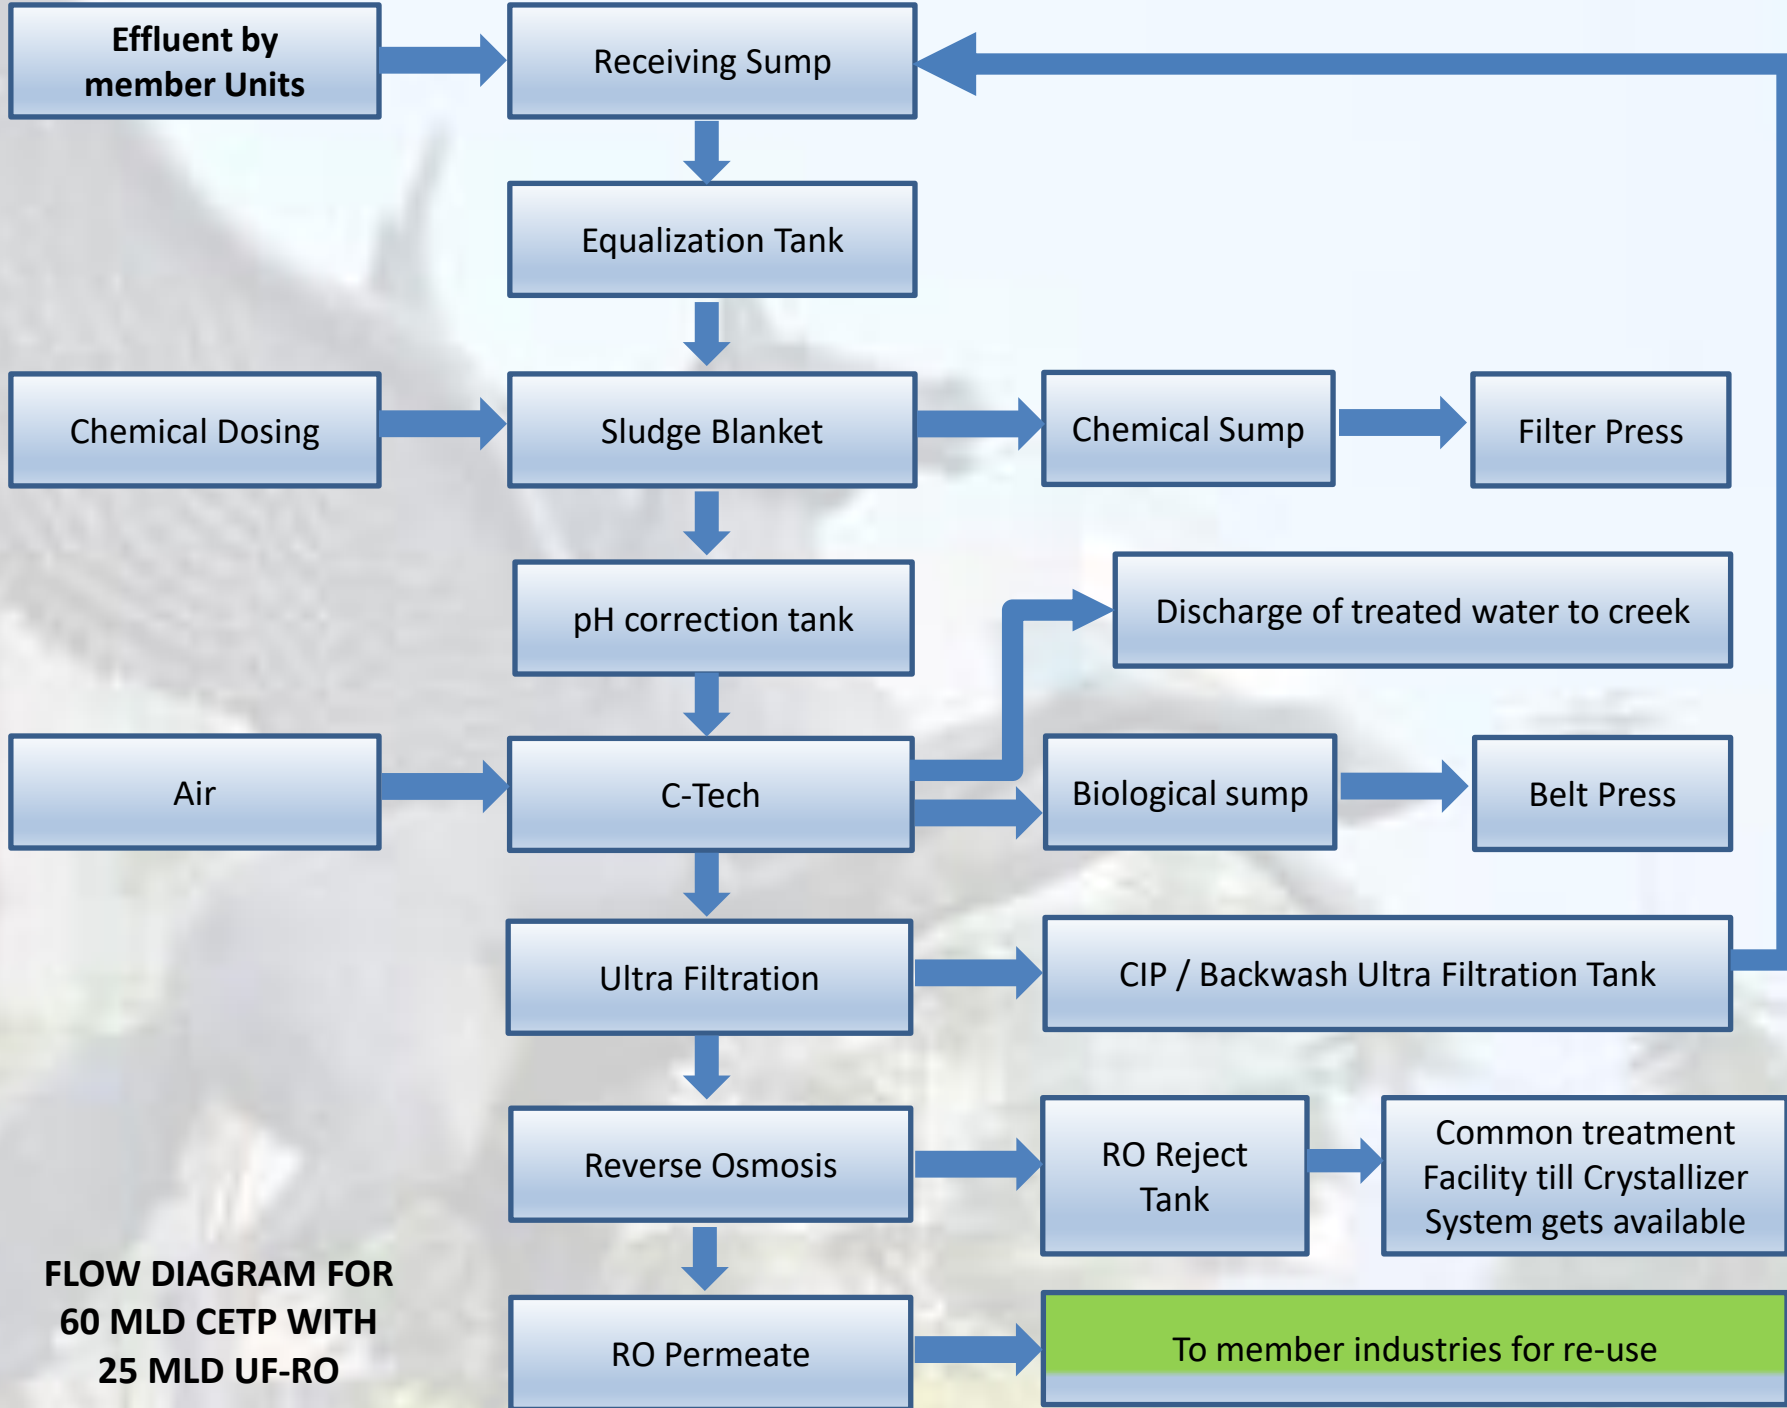 Effluent by
member Units
Receiving Sump
Equalization Tank
Chemical Dosing
Sludge Blanket
Chemical Sump
Filter Press
pH correction tank
Discharge of treated water to creek
Air
C-Tech
Biological sump
Belt Press
Ultra Filtration
CIP / Backwash Ultra Filtration Tank
Reverse Osmosis
RO Reject
Tank
Common treatment
Facility till Crystallizer
System gets available
FLOW DIAGRAM FOR
60 MLD CETP WITH
25 MLD UF-RO
RO Permeate
To member industries for re-use